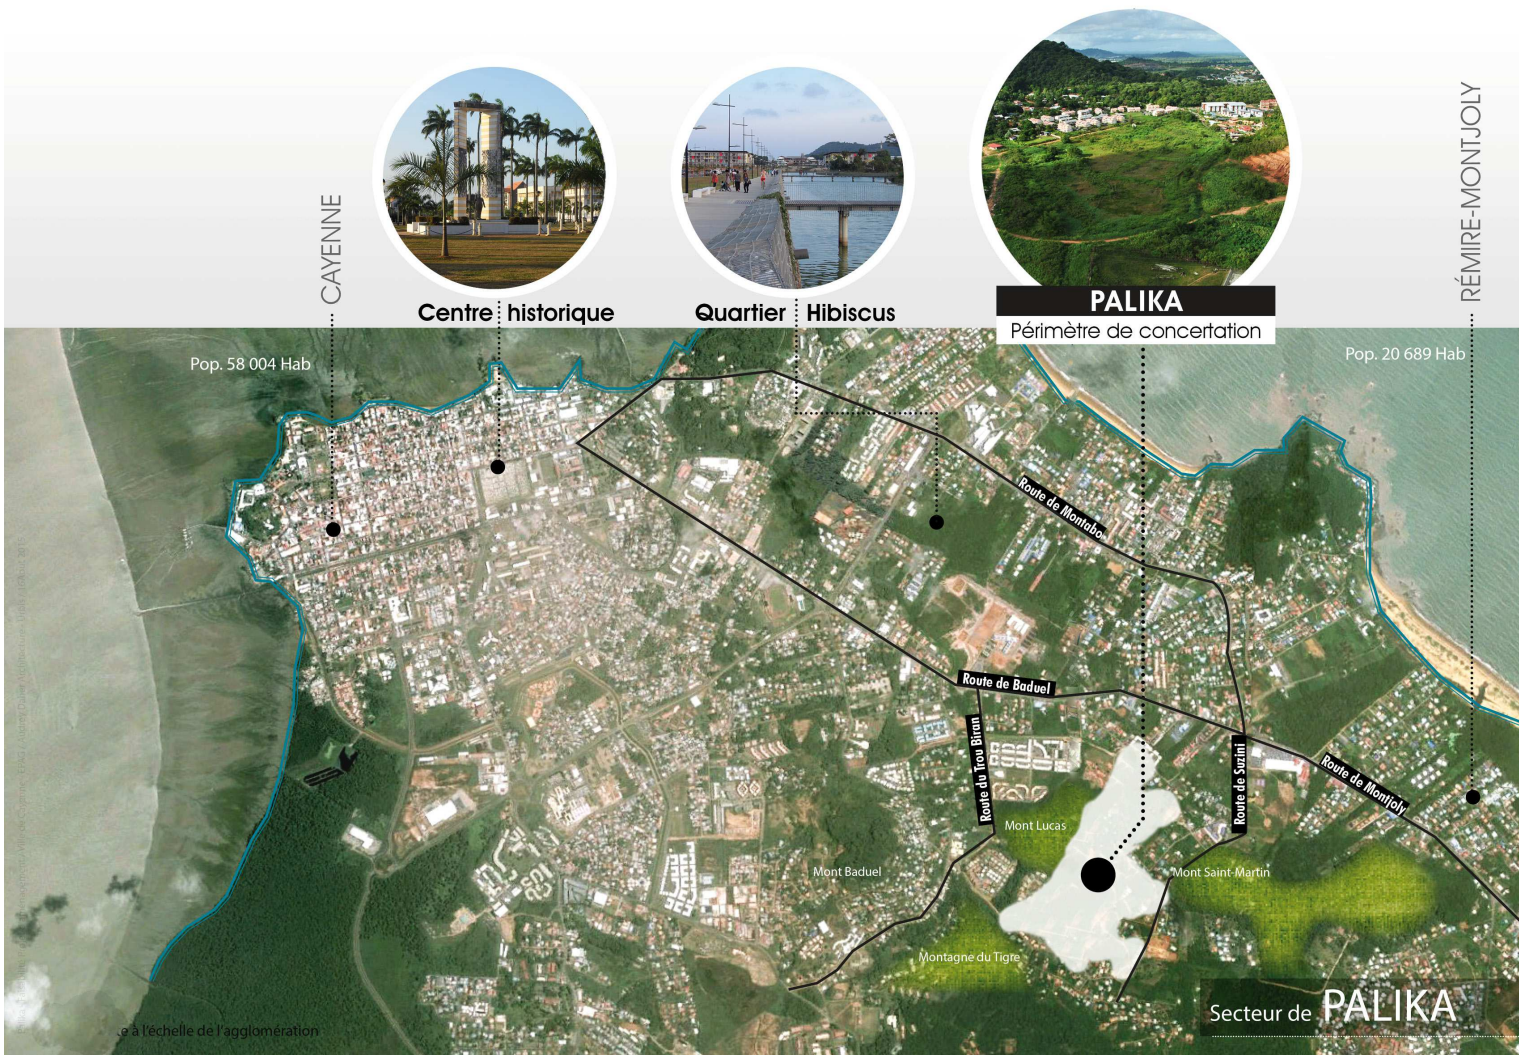 CAYENNE
Centre historique
Quartier Hibiscus
PALIKA
Périmètre de concertation
RÉMIRE-MONTJOLY
Pop. 58 004 Hab
Pop. 20 689 Hab
Route de Montabo
Route de Baduel
Route du Trou Biran
Route de Suzini
Route de Montjoly
Mont Lucas
Mont Baduel
Mont Saint-Martin
Montagne du Tigre
Secteur de PALIKA
e à l'échelle de l'agglomération